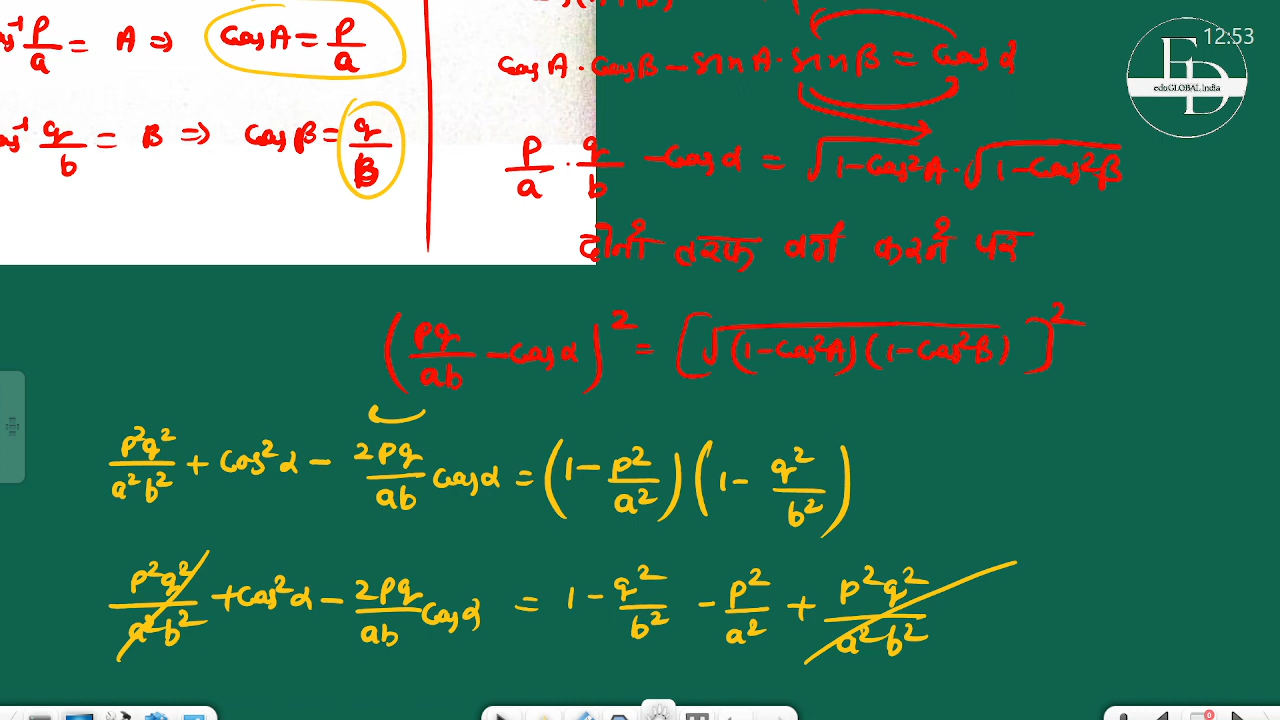 cos⁻¹ p/a = A ⇒ cos A = p/a
cos⁻¹ q/b = B ⇒ cos B = q/B
cos A · cos B − sin A · sin B = cos α
p/a · q/b − cos α = √1−cos²A · √1−cos²B
दोनों तरफ वर्ग करने पर
(pq/ab − cos α)² = [√(1−cos²A)(1−cos²B)]²
p²q²/a²b² + cos²α − 2pq/ab cos α = (1 − p²/a²)(1 − q²/b²)
p²q²/a²b² + cos²α − 2pq/ab cos α = 1 − q²/b² − p²/a² + p²q²/a²b²
12:53
ED
eduGLOBAL.india